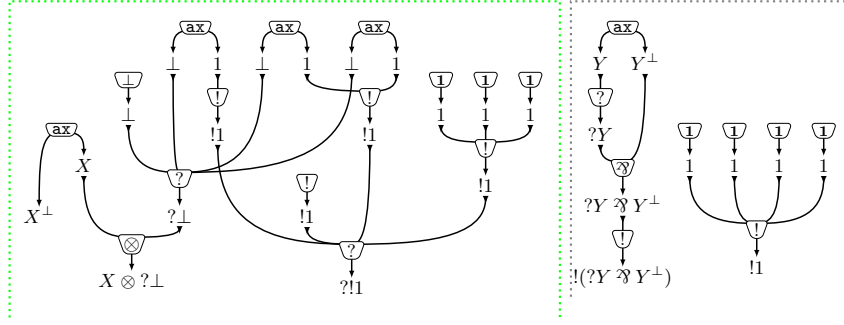 ax ax ax ax
⊥ 1 ⊥ 1 ⊥ 1 Y Y⊥
⊥ ! ! 1 1 1 ?
⊥ 1 1 1 ?Y
ax !1 !1 ! 1 1 1 1
X ? ! !1 ⅋ 1 1 1 1
X⊥ ?⊥ !1 ?Y ⅋ Y⊥
⊗ ? ! !
X ⊗ ?⊥ ?!1 !(?Y ⅋ Y⊥) !1